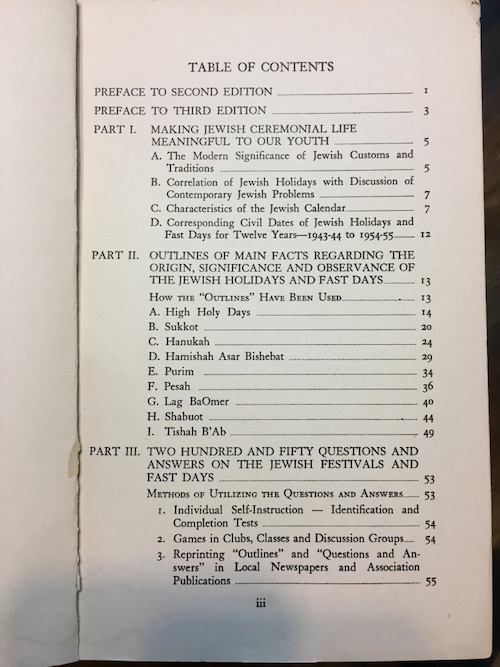 TABLE OF CONTENTS
PREFACE TO SECOND EDITION 1
PREFACE TO THIRD EDITION 3
PART I. MAKING JEWISH CEREMONIAL LIFE
MEANINGFUL TO OUR YOUTH 5
A. The Modern Significance of Jewish Customs and
Traditions 5
B. Correlation of Jewish Holidays with Discussion of
Contemporary Jewish Problems 7
C. Characteristics of the Jewish Calendar 7
D. Corresponding Civil Dates of Jewish Holidays and
Fast Days for Twelve Years—1943-44 to 1954-55 12
PART II. OUTLINES OF MAIN FACTS REGARDING THE
ORIGIN, SIGNIFICANCE AND OBSERVANCE OF
THE JEWISH HOLIDAYS AND FAST DAYS 13
How the "Outlines" Have Been Used 13
A. High Holy Days 14
B. Sukkot 20
C. Hanukah 24
D. Hamishah Asar Bishebat 29
E. Purim 34
F. Pesah 36
G. Lag BaOmer 40
H. Shabuot 44
I. Tishah B'Ab 49
PART III. TWO HUNDRED AND FIFTY QUESTIONS AND
ANSWERS ON THE JEWISH FESTIVALS AND
FAST DAYS 53
Methods of Utilizing the Questions and Answers 53
1. Individual Self-Instruction — Identification and
Completion Tests 54
2. Games in Clubs, Classes and Discussion Groups 54
3. Reprinting "Outlines" and "Questions and An-
swers" in Local Newspapers and Association
Publications 55
iii